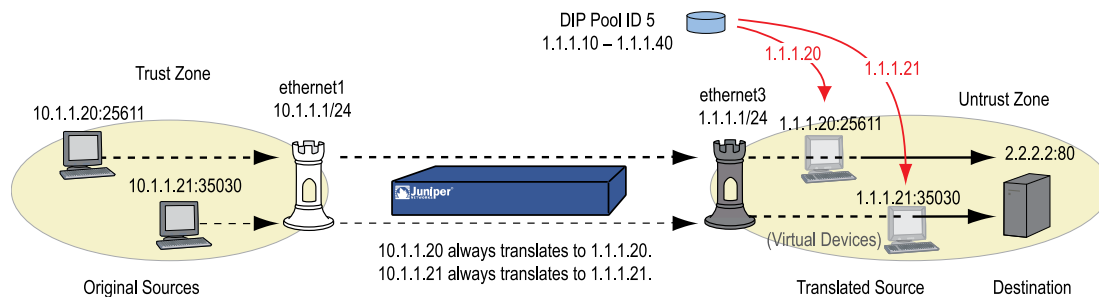 DIP Pool ID 5
1.1.1.10 – 1.1.1.40
1.1.1.20
1.1.1.21
Trust Zone
ethernet1
10.1.1.1/24
ethernet3
1.1.1.1/24
Untrust Zone
10.1.1.20:25611
1.1.1.20:25611
2.2.2.2:80
10.1.1.21:35030
1.1.1.21:35030
Juniper
NETWORKS
(Virtual Devices)
10.1.1.20 always translates to 1.1.1.20.
10.1.1.21 always translates to 1.1.1.21.
Original Sources
Translated Source
Destination